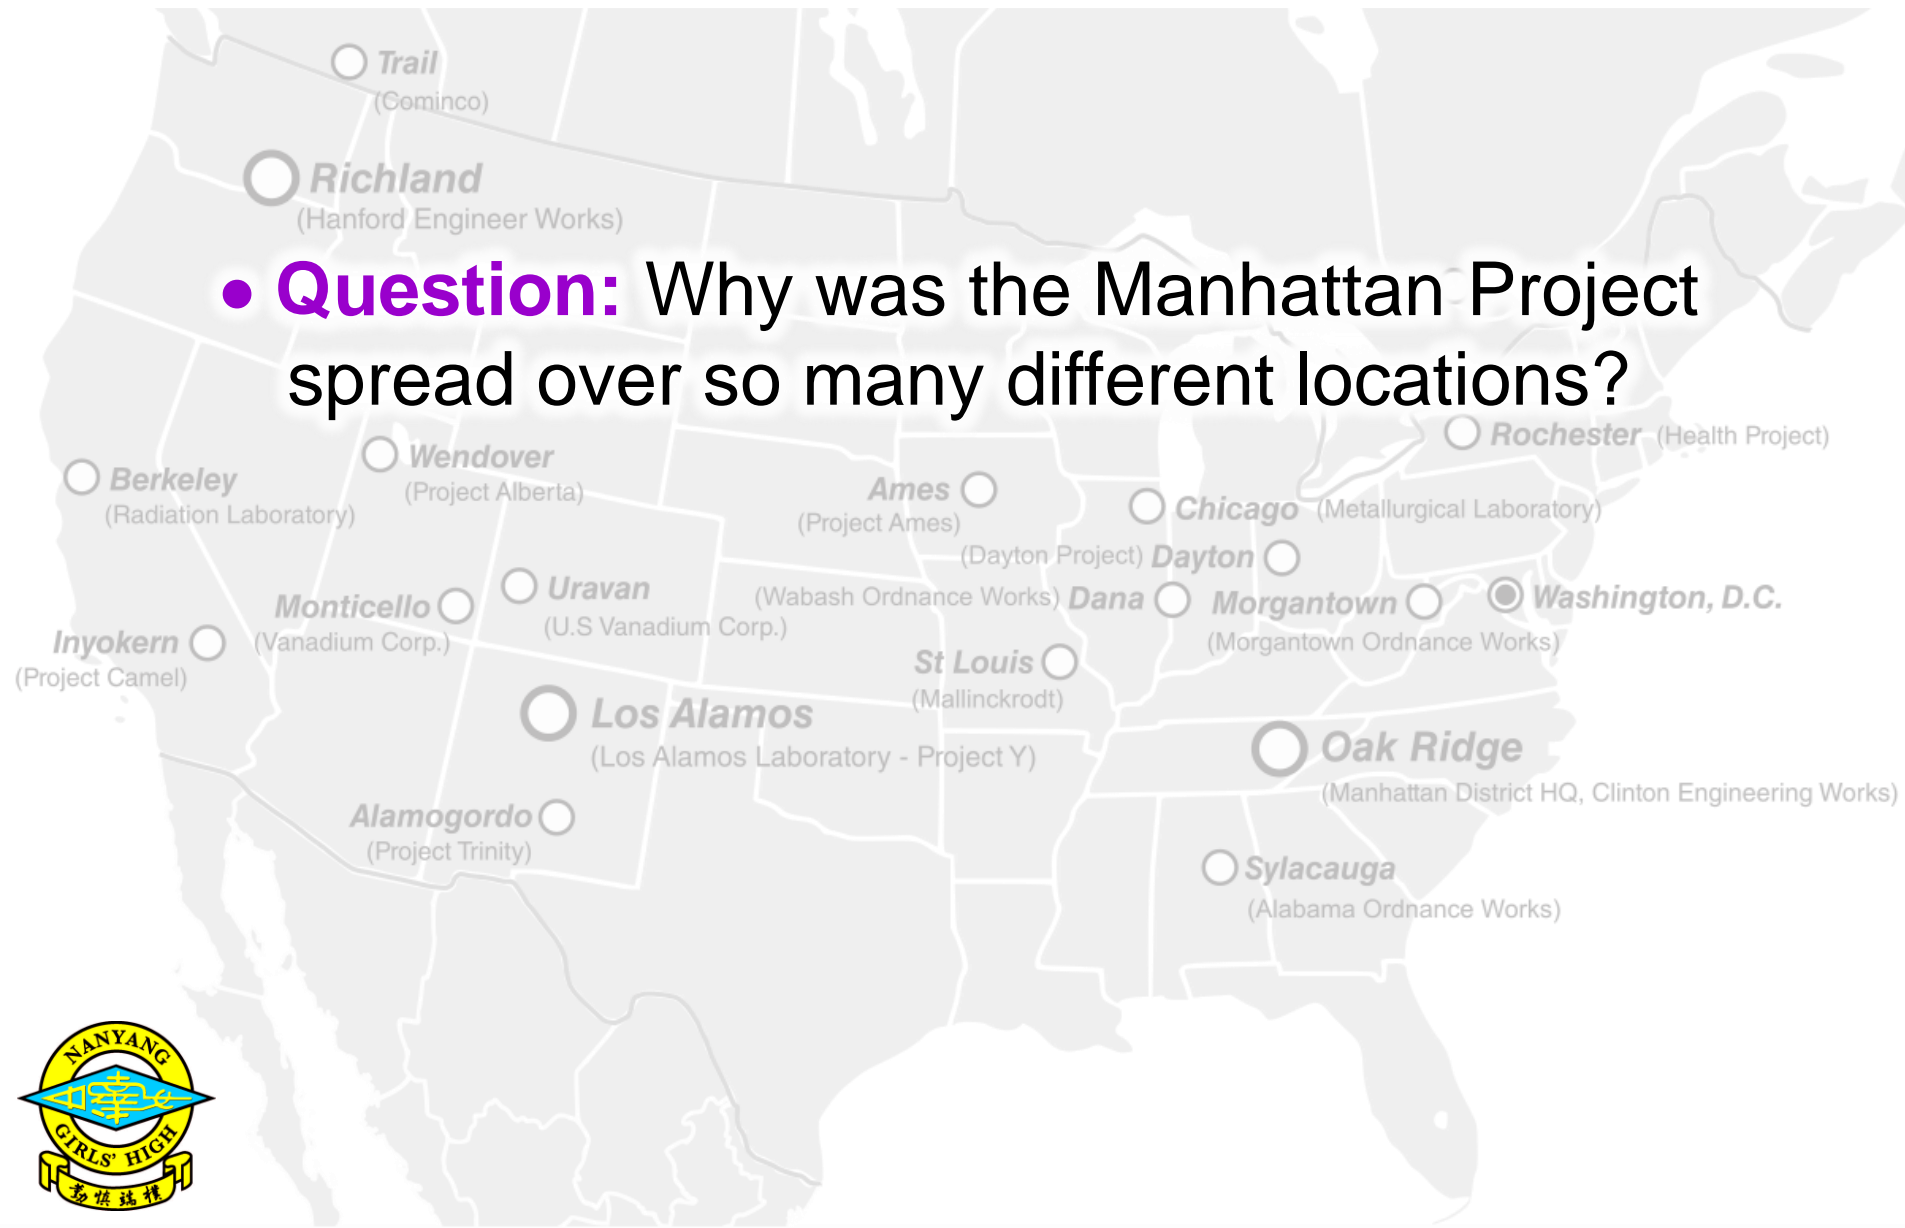 Trail
(Cominco)
Richland
(Hanford Engineer Works)
• Question: Why was the Manhattan Project
spread over so many different locations?
Rochester (Health Project)
Wendover
(Project Alberta)
Berkeley
(Radiation Laboratory)
Ames
(Project Ames)
Chicago (Metallurgical Laboratory)
(Dayton Project) Dayton
Uravan
(U.S Vanadium Corp.)
(Wabash Ordnance Works) Dana
Morgantown
(Morgantown Ordnance Works)
Washington, D.C.
Monticello
(Vanadium Corp.)
Inyokern
(Project Camel)
St Louis
(Mallinckrodt)
Los Alamos
(Los Alamos Laboratory - Project Y)
Oak Ridge
(Manhattan District HQ, Clinton Engineering Works)
Alamogordo
(Project Trinity)
Sylacauga
(Alabama Ordnance Works)
NANYANG
GIRLS' HIGH
勤慎端樸